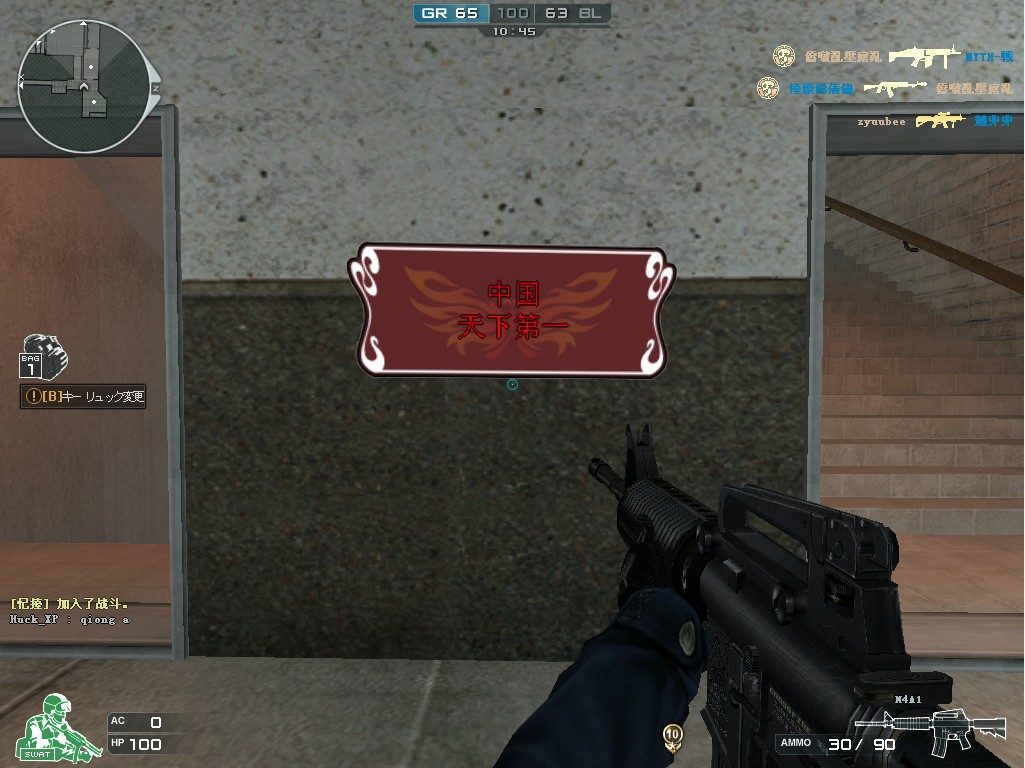 GR 65 100 63 BL
10:45
N
zyuubee
中国
天下第一
BAG
1
[B]キー リュック変更
加入了战斗。
Huck_XP : qiong a
M4A1
SWAT
AC 0
HP 100
10
AMMO 30/ 90